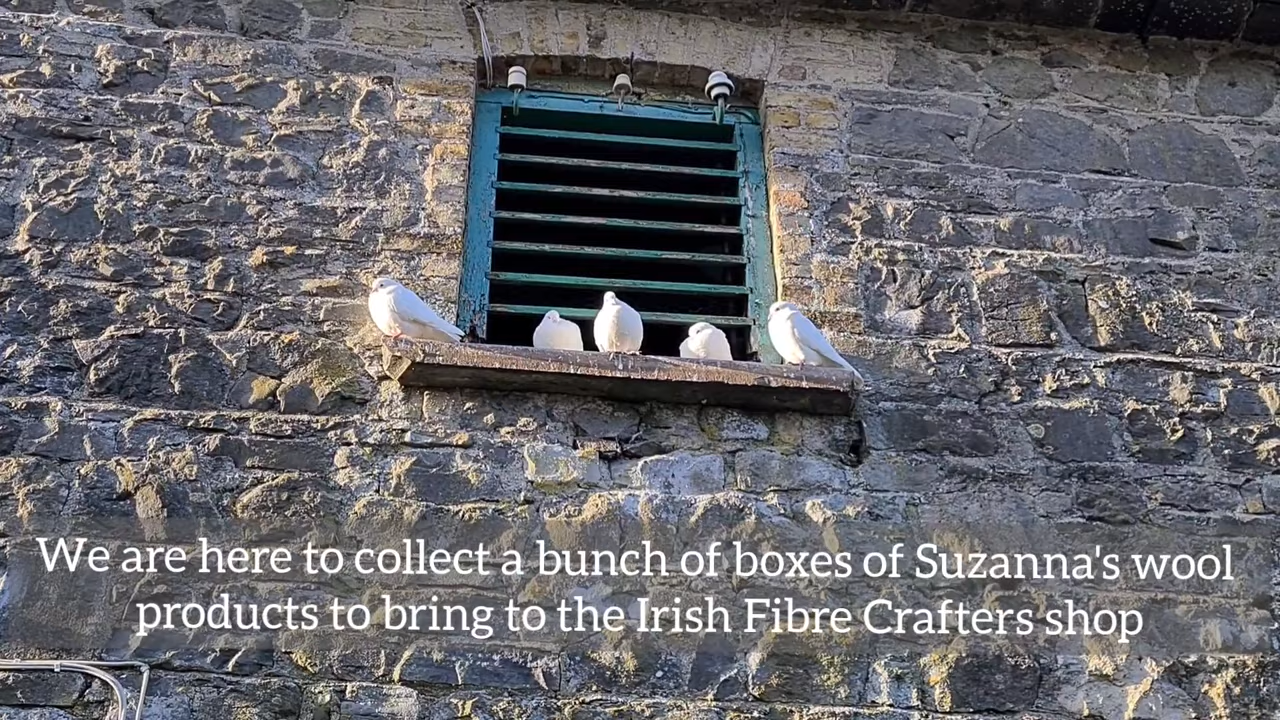 We are here to collect a bunch of boxes of Suzanna's wool
products to bring to the Irish Fibre Crafters shop